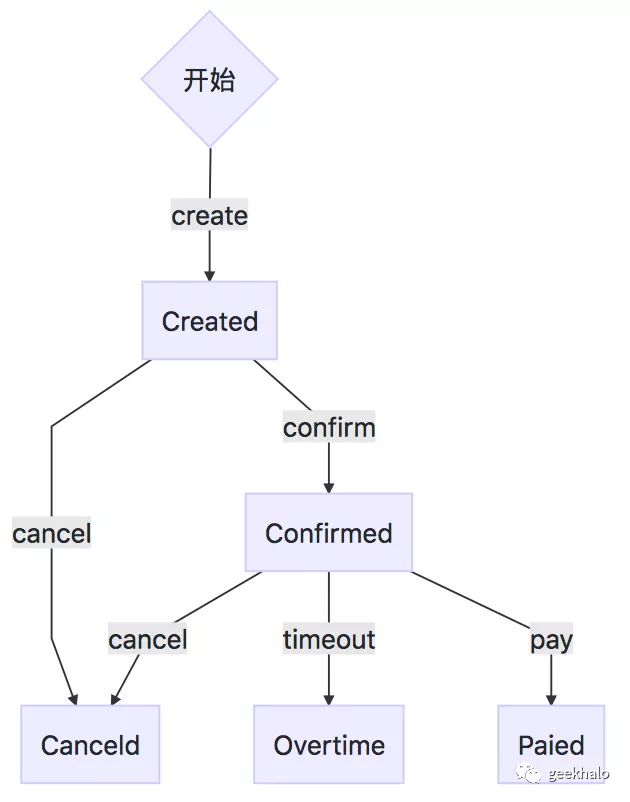 开始
create
Created
confirm
cancel
Confirmed
cancel
timeout
pay
Canceld
Overtime
Paied
geekhalo